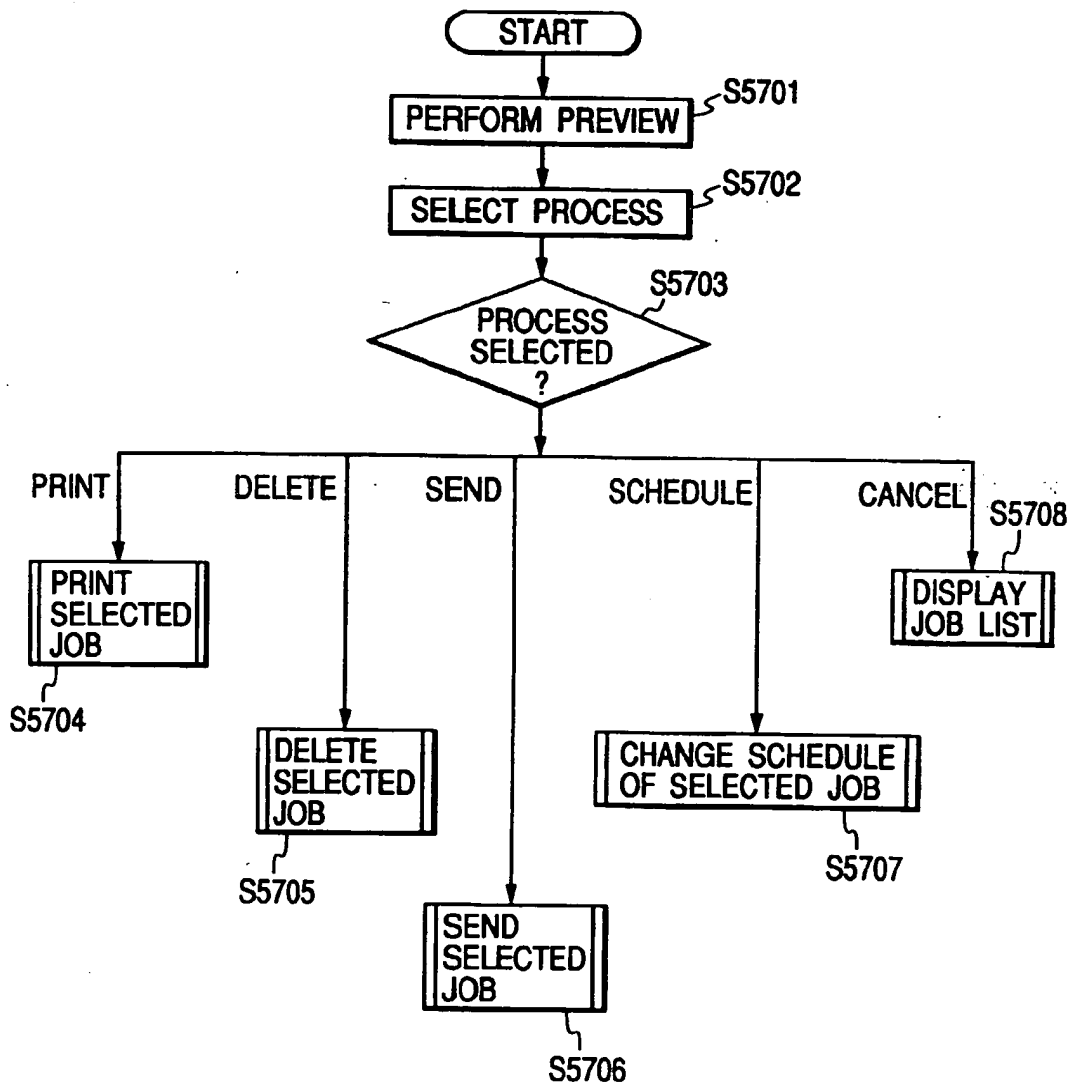 START
S5701
PERFORM PREVIEW
S5702
SELECT PROCESS
S5703
PROCESS
SELECTED
?
PRINT
DELETE
SEND
SCHEDULE
CANCEL
S5708
PRINT
SELECTED
JOB
DISPLAY
JOB LIST
S5704
DELETE
SELECTED
JOB
CHANGE SCHEDULE
OF SELECTED JOB
S5705
S5707
SEND
SELECTED
JOB
S5706